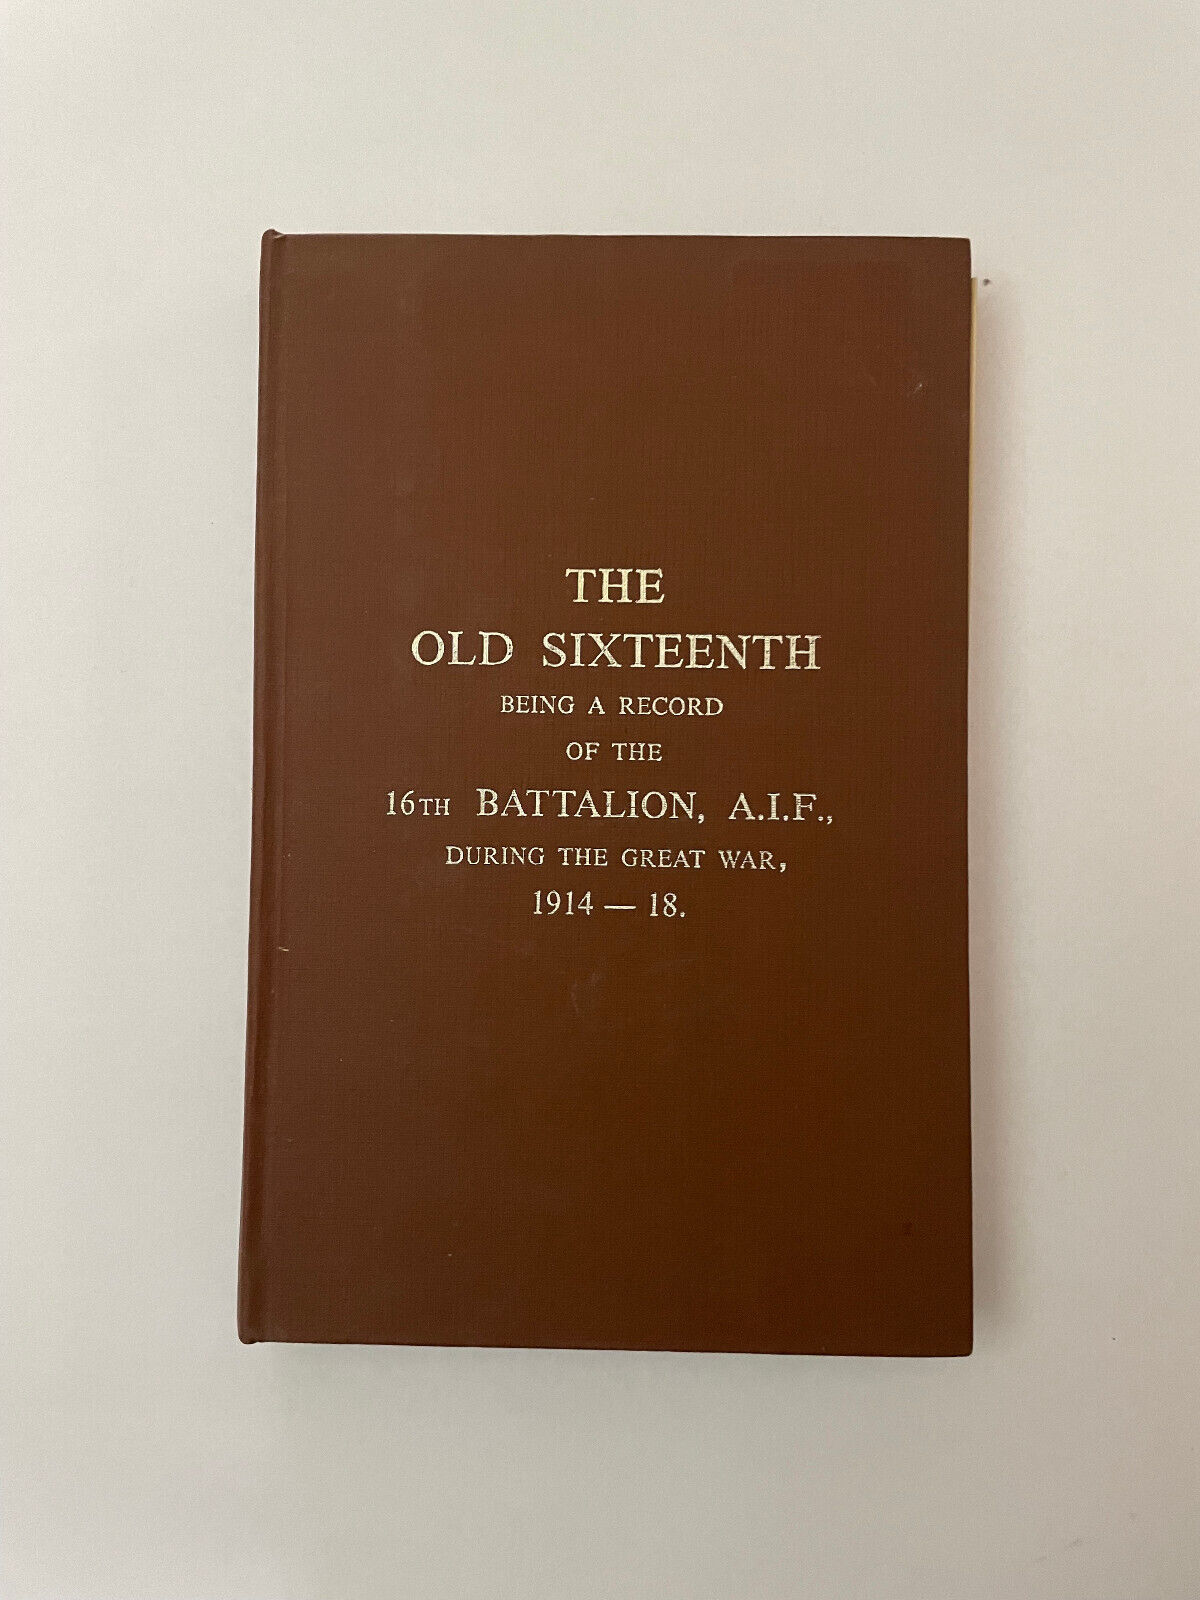 THE
OLD SIXTEENTH
BEING A RECORD
OF THE
16TH BATTALION, A.I.F.,
DURING THE GREAT WAR,
1914 — 18.